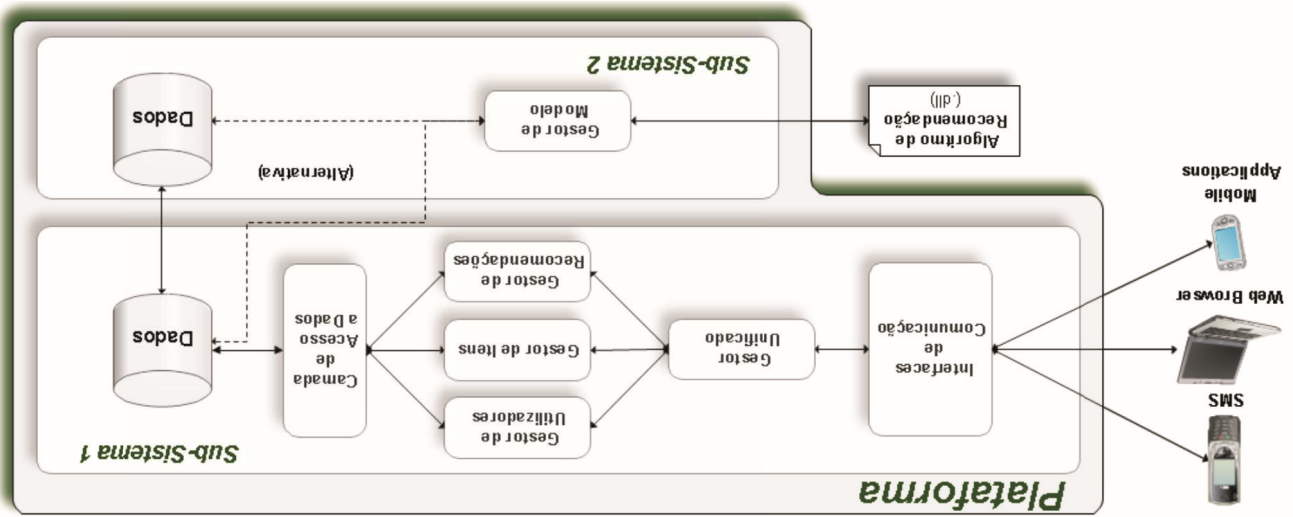 Plataforma
Sub-Sistema 1
SMS
Web Browser
Mobile
Applications
Interfaces
de
Comunicação
Gestor
Unificado
Gestor de
Utilizadores
Gestor de Itens
Gestor de
Recomendações
Camada
de
Acesso
a Dados
Dados
(Alternativa)
Algoritmo de
Recomendação
(.dll)
Gestor de
Modelo
Dados
Sub-Sistema 2